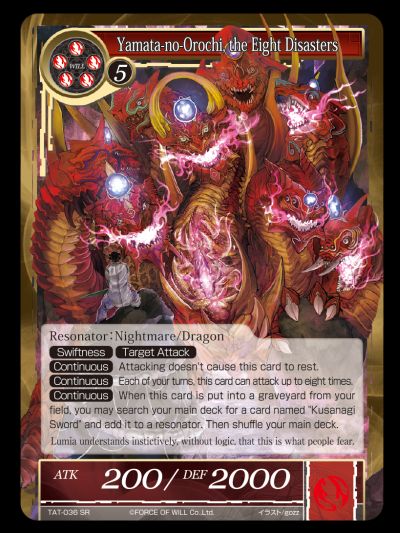 Yamata-no-Orochi, the Eight Disasters
WILL
5
Resonator : Nightmare/Dragon
Swiftness Target Attack
Continuous Attacking doesn't cause this card to rest.
Continuous Each of your turns, this card can attack up to eight times.
Continuous When this card is put into a graveyard from your
field, you may search your main deck for a card named "Kusanagi
Sword" and add it to a resonator. Then shuffle your main deck.
Lumia understands instictively, without logic, that this is what people fear.
ATK 200 / DEF 2000
TAT-036 SR ©FORCE OF WILL Co.,Ltd. イラスト/gozz